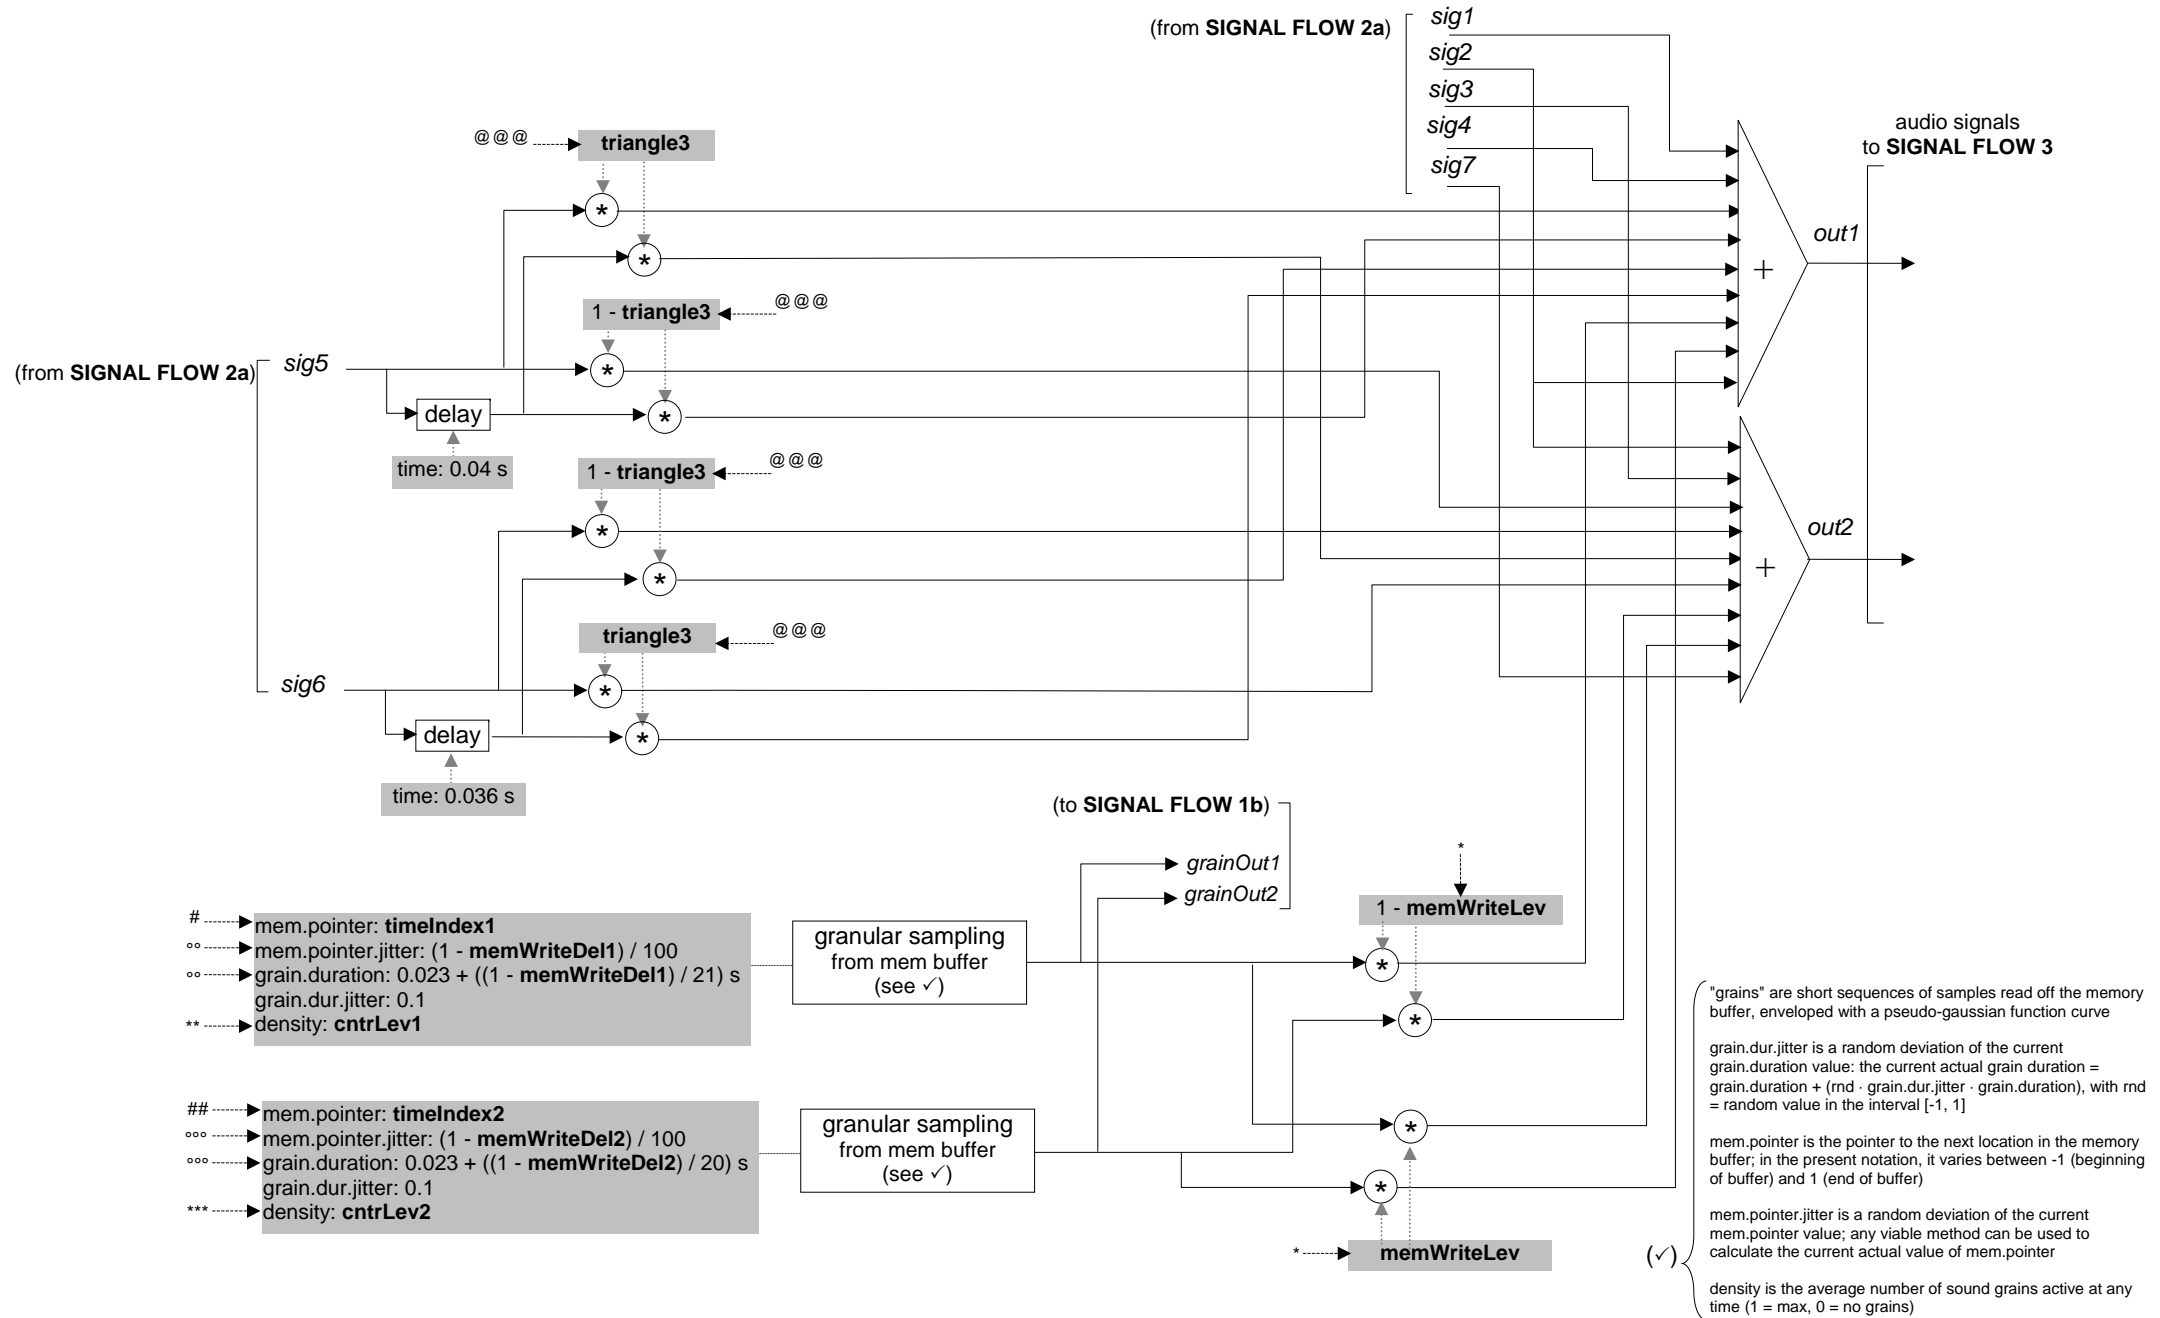 (from SIGNAL FLOW 2a)
sig1
sig2
sig3
sig4
sig7
audio signals
to SIGNAL FLOW 3
@@@
triangle3
*
*
out1
+
1 - triangle3
@@@
(from SIGNAL FLOW 2a)
sig5
*
delay
*
time: 0.04 s
1 - triangle3
@@@
*
out2
+
*
triangle3
@@@
sig6
*
delay
*
time: 0.036 s
(to SIGNAL FLOW 1b)
grainOut1
grainOut2
*
1 - memWriteLev
#
mem.pointer: timeIndex1
°°
mem.pointer.jitter: (1 - memWriteDel1) / 100
°°
grain.duration: 0.023 + ((1 - memWriteDel1) / 21) s
grain.dur.jitter: 0.1
**
density: cntrLev1
granular sampling
from mem buffer
(see ✓)
*
*
##
mem.pointer: timeIndex2
°°°
mem.pointer.jitter: (1 - memWriteDel2) / 100
°°°
grain.duration: 0.023 + ((1 - memWriteDel2) / 20) s
grain.dur.jitter: 0.1
***
density: cntrLev2
granular sampling
from mem buffer
(see ✓)
*
*
*
memWriteLev
(✓)
"grains" are short sequences of samples read off the memory
buffer, enveloped with a pseudo-gaussian function curve
grain.dur.jitter is a random deviation of the current
grain.duration value: the current actual grain duration =
grain.duration + (rnd · grain.dur.jitter · grain.duration), with rnd
= random value in the interval [-1, 1]
mem.pointer is the pointer to the next location in the memory
buffer; in the present notation, it varies between -1 (beginning
of buffer) and 1 (end of buffer)
mem.pointer.jitter is a random deviation of the current
mem.pointer value; any viable method can be used to
calculate the current actual value of mem.pointer
density is the average number of sound grains active at any
time (1 = max, 0 = no grains)